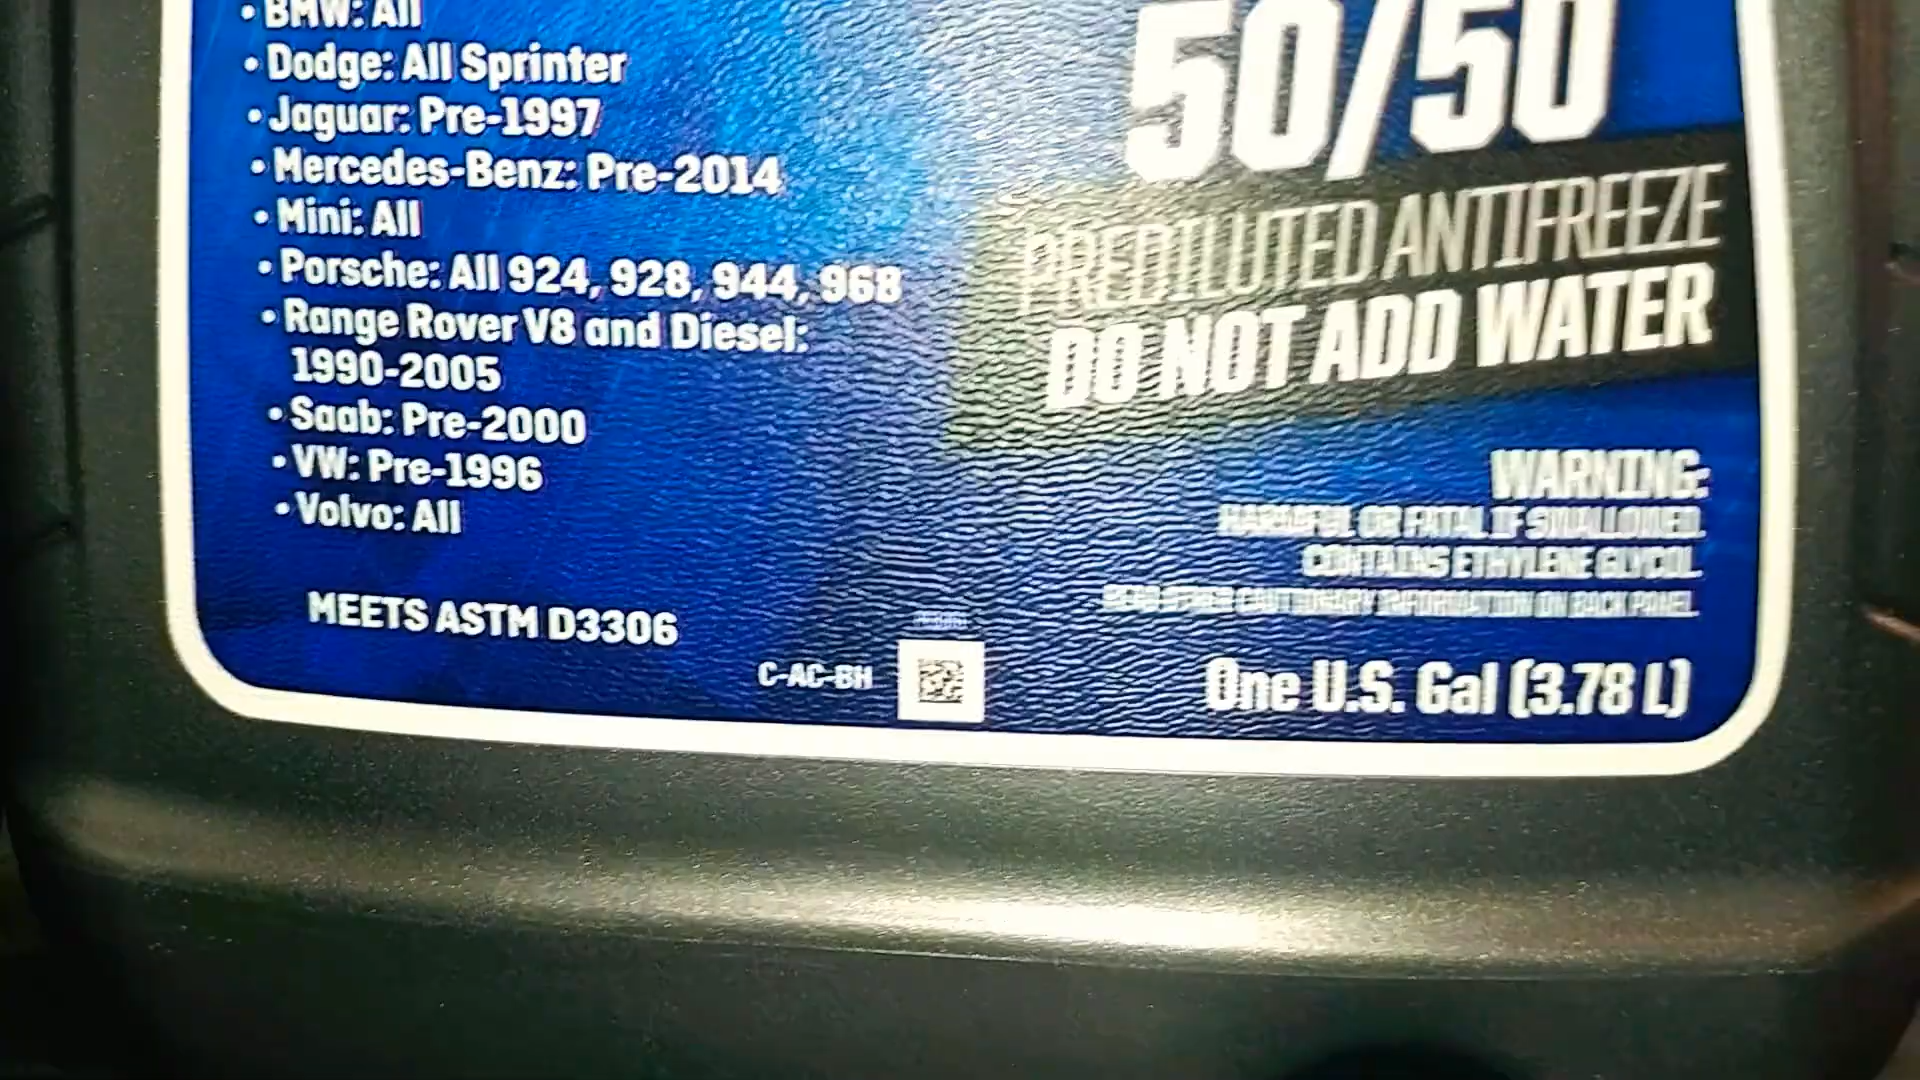 • BMW: All
• Dodge: All Sprinter
• Jaguar: Pre-1997
• Mercedes-Benz: Pre-2014
• Mini: All
• Porsche: All 924, 928, 944, 968
• Range Rover V8 and Diesel:
1990-2005
• Saab: Pre-2000
• VW: Pre-1996
• Volvo: All
MEETS ASTM D3306
C-AC-BH
50/50
PREDILUTED ANTIFREEZE
DO NOT ADD WATER
WARNING:
HARMFUL OR FATAL IF SWALLOWED.
CONTAINS ETHYLENE GLYCOL.
READ OTHER CAUTIONARY INFORMATION ON BACK PANEL.
One U.S. Gal (3.78 L)